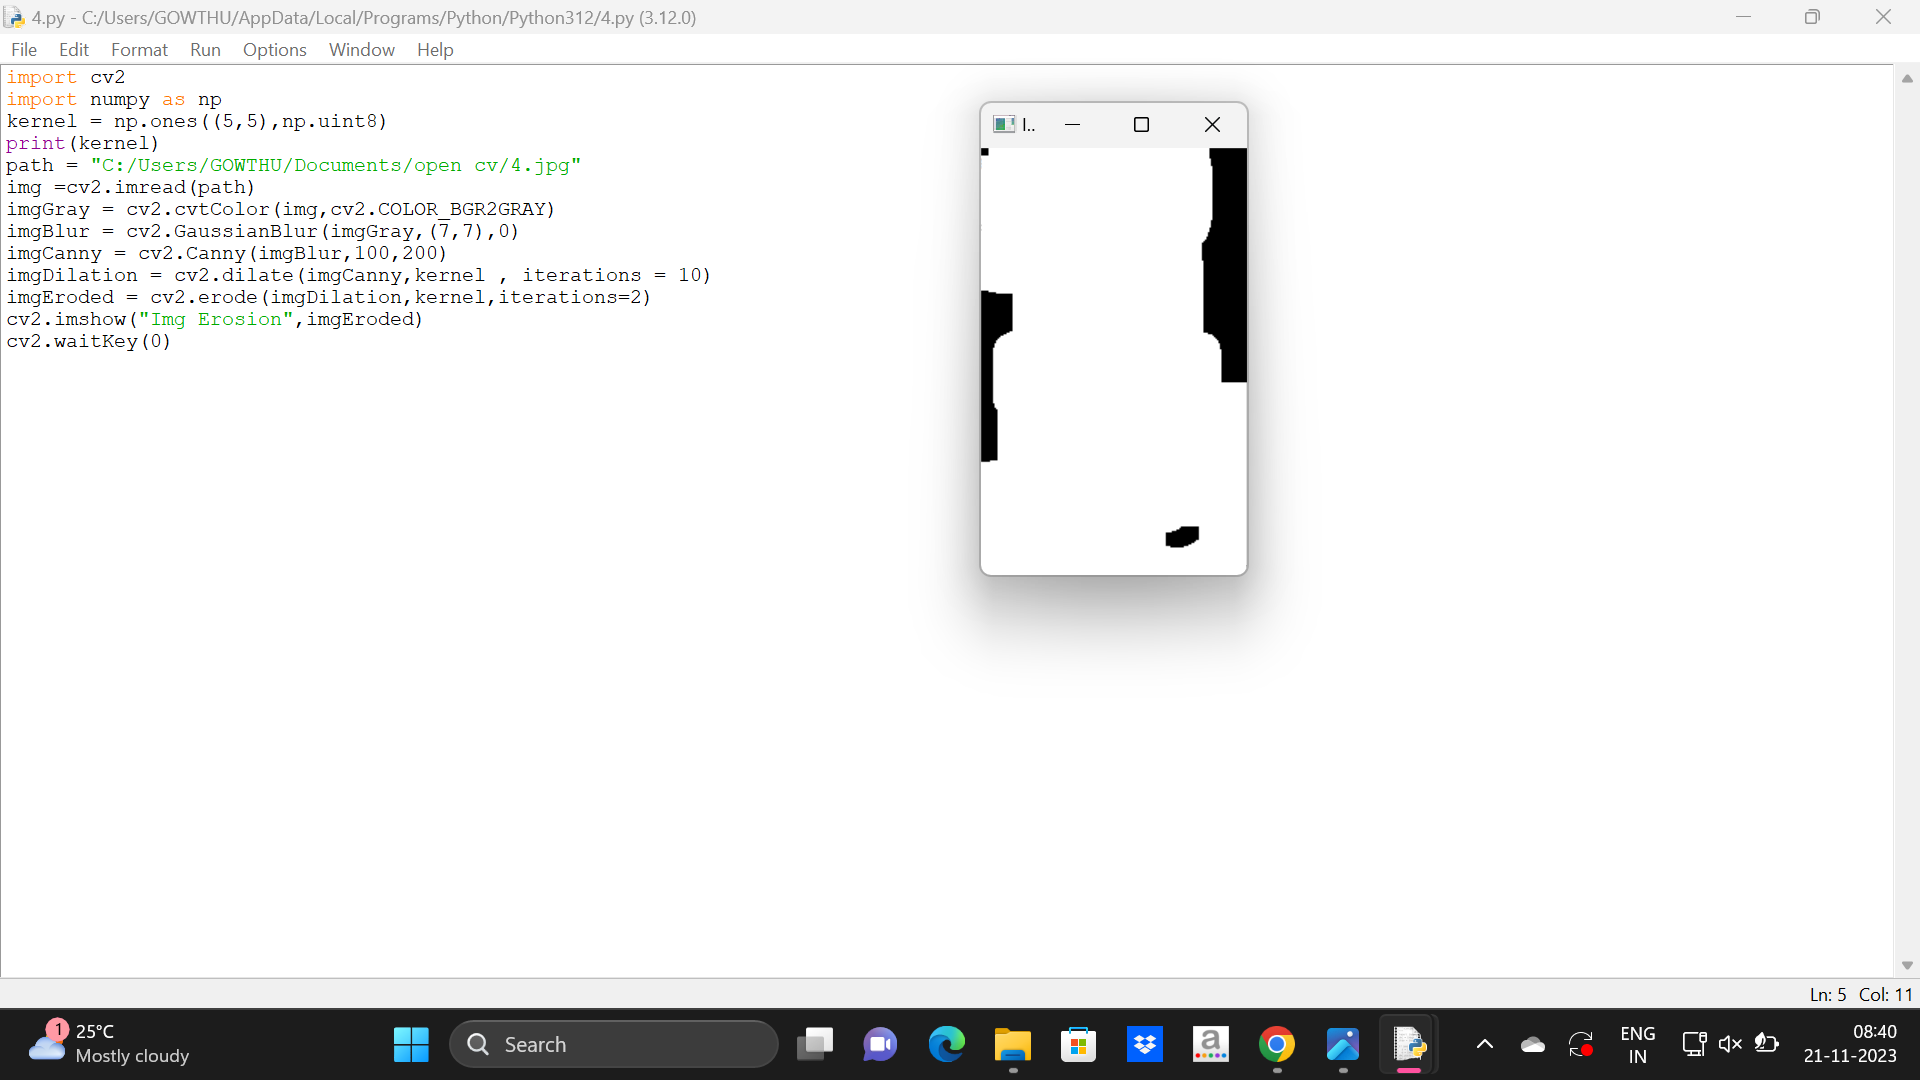 4.py - C:/Users/GOWTHU/AppData/Local/Programs/Python/Python312/4.py (3.12.0)
File Edit Format Run Options Window Help
import cv2
import numpy as np
kernel = np.ones((5,5),np.uint8)
print(kernel)
path = "C:/Users/GOWTHU/Documents/open cv/4.jpg"
img =cv2.imread(path)
imgGray = cv2.cvtColor(img,cv2.COLOR_BGR2GRAY)
imgBlur = cv2.GaussianBlur(imgGray,(7,7),0)
imgCanny = cv2.Canny(imgBlur,100,200)
imgDilation = cv2.dilate(imgCanny,kernel , iterations = 10)
imgEroded = cv2.erode(imgDilation,kernel,iterations=2)
cv2.imshow("Img Erosion",imgEroded)
cv2.waitKey(0)
I..
Ln: 5 Col: 11
1
25°C
Mostly cloudy
Search
a
ENG
IN
08:40
21-11-2023